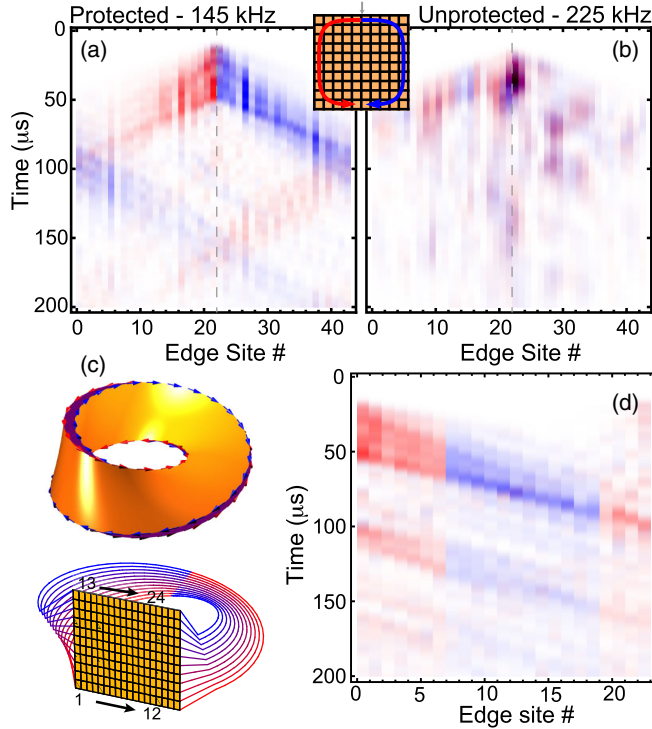 Protected - 145 kHz
Unprotected - 225 kHz
(a)
(b)
0
50
100
150
200
Time (μs)
0
10
20
30
40
Edge Site #
0
10
20
30
40
Edge Site #
(c)
13
24
1
12
(d)
0
50
100
150
200
Time (μs)
0
5
10
15
20
Edge site #